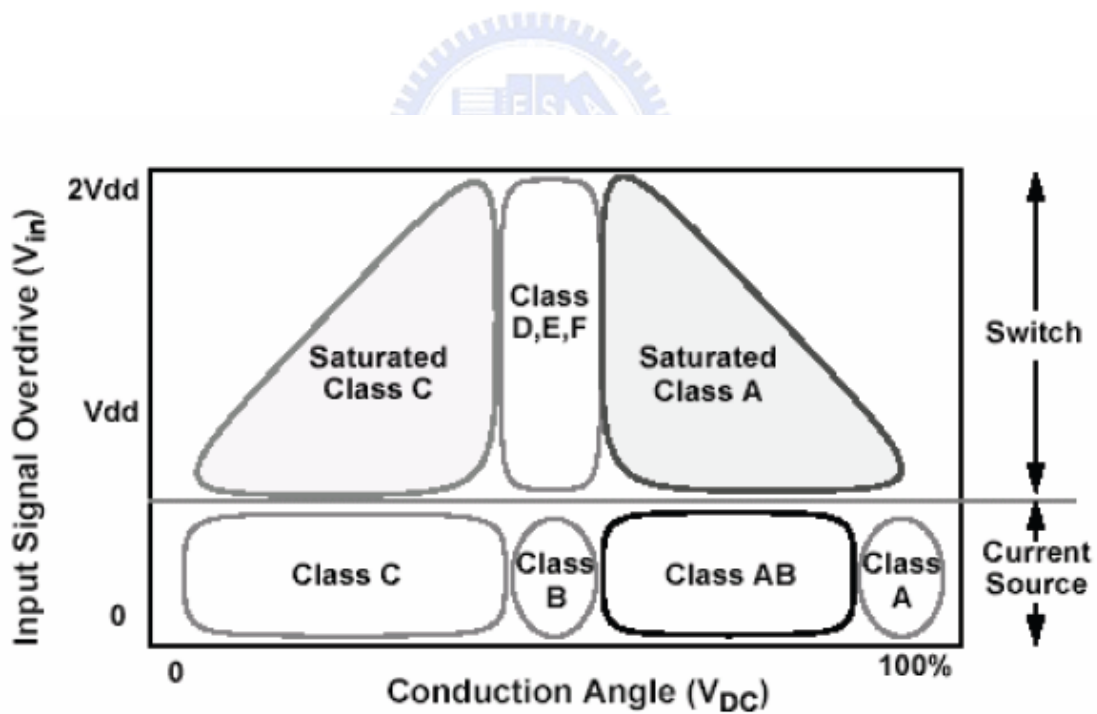 ESA
2Vdd
Vdd
0
Input Signal Overdrive (Vin)
Saturated
Class C
Class
D,E,F
Saturated
Class A
Class C
Class
B
Class AB
Class
A
Switch
Current
Source
0
100%
Conduction Angle (VDC)